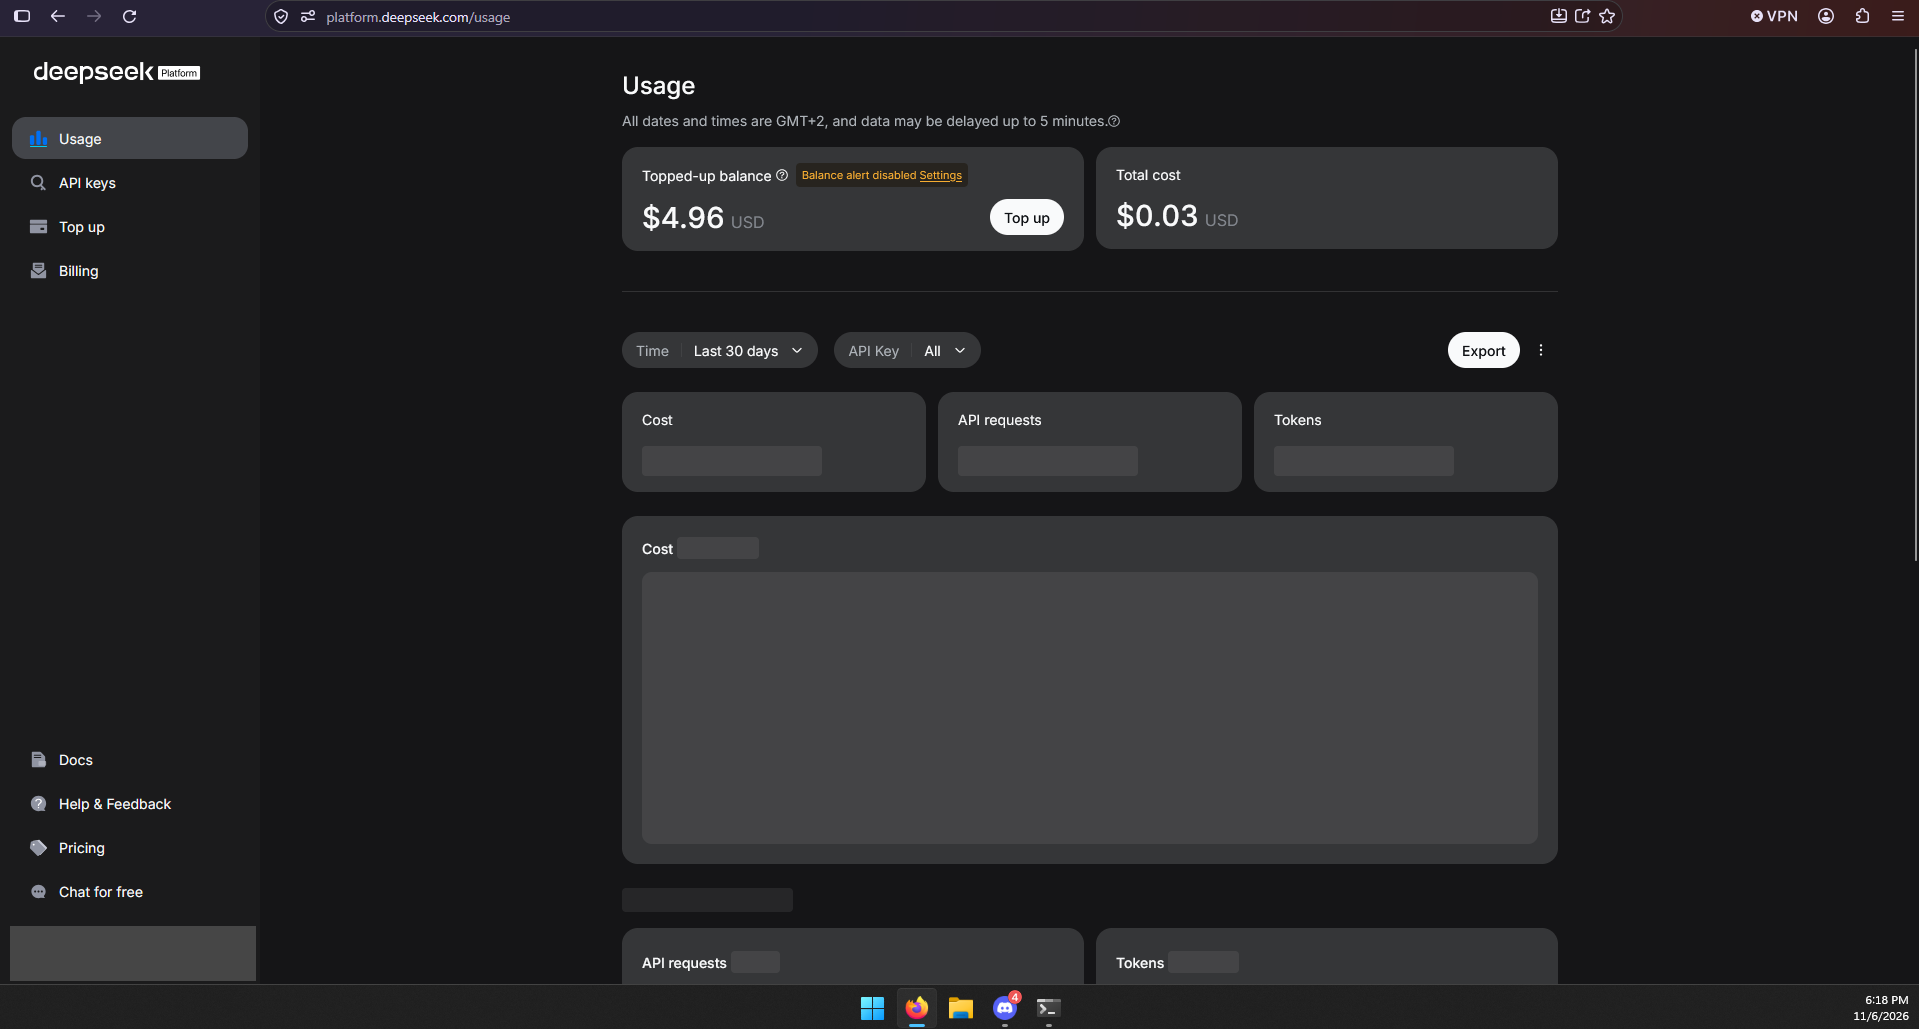 platform.deepseek.com/usage
VPN
deepseek Platform
Usage
API keys
Top up
Billing
Docs
Help & Feedback
Pricing
Chat for free
Usage
All dates and times are GMT+2, and data may be delayed up to 5 minutes.
Topped-up balance
Balance alert disabled Settings
$4.96 USD
Top up
Total cost
$0.03 USD
Time Last 30 days
API Key All
Export
Cost
API requests
Tokens
Cost
API requests
Tokens
4
6:18 PM
11/6/2026